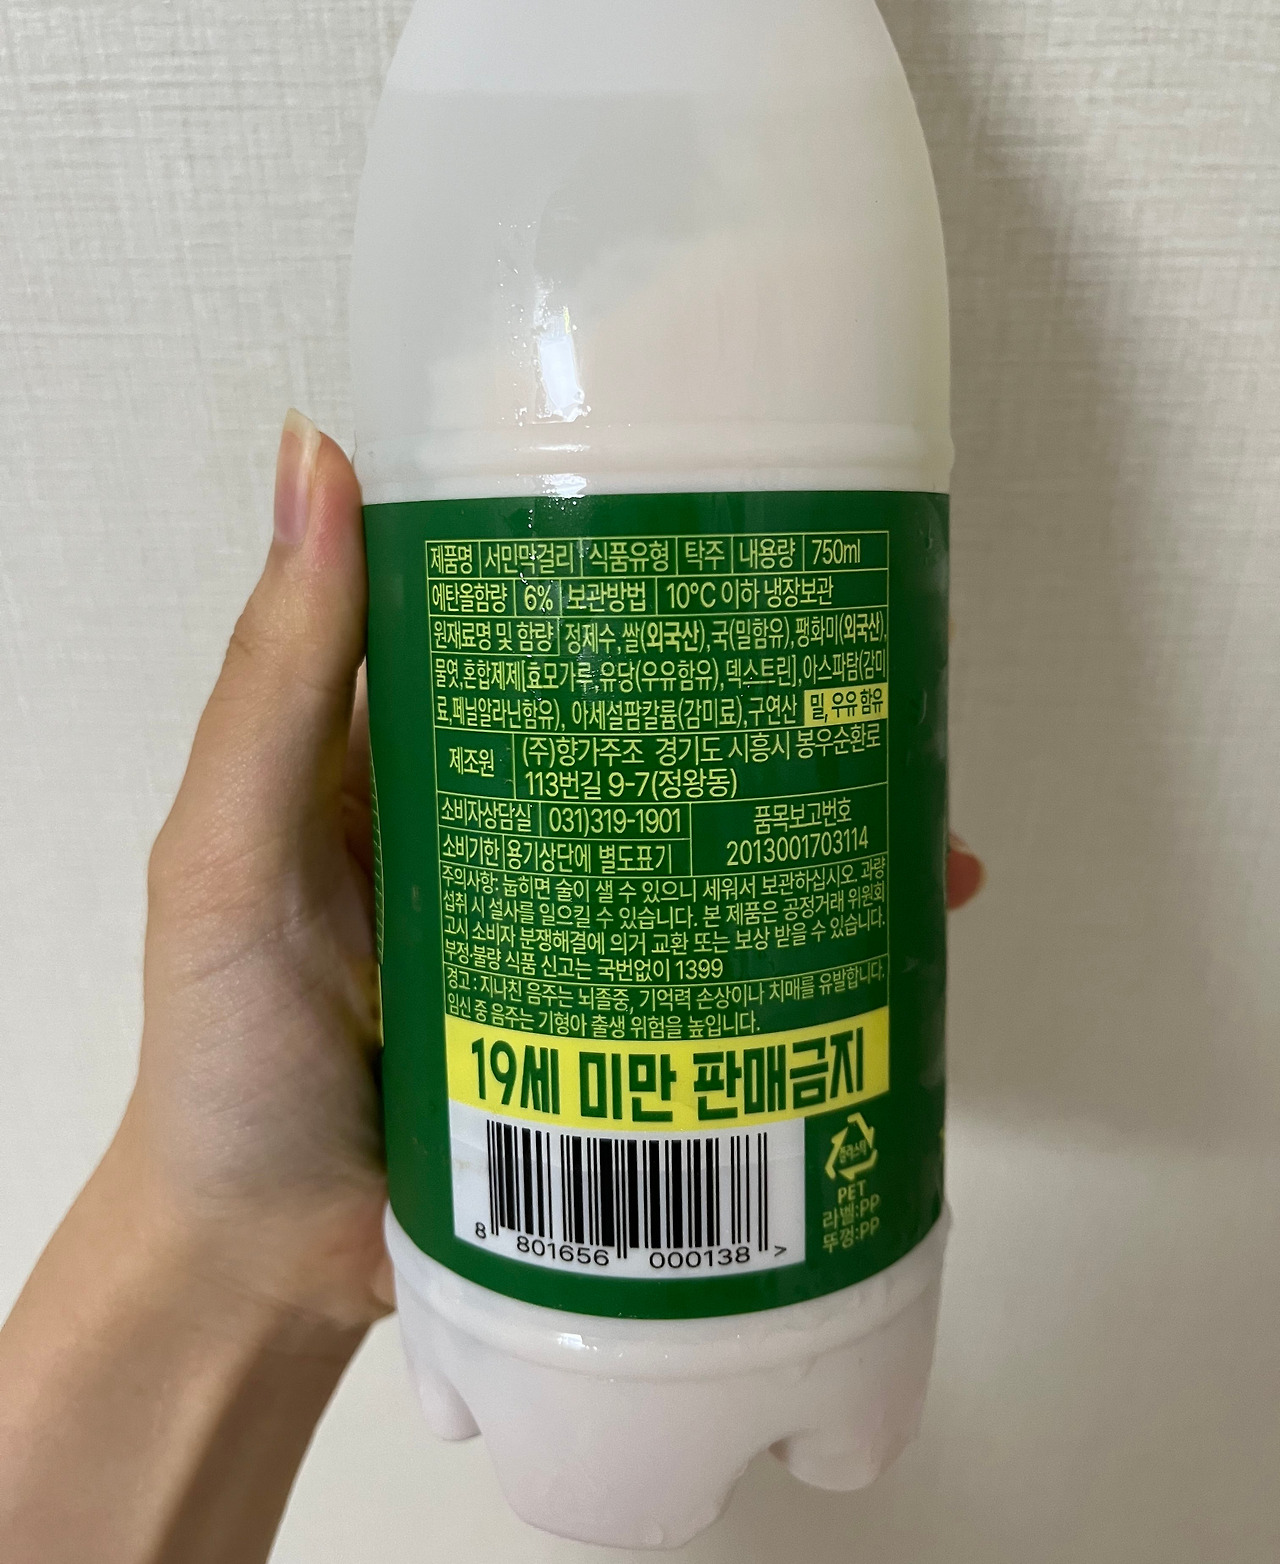 제품명 서민막걸리 식품유형 탁주 내용량 750ml
에탄올함량 6% 보관방법 10°C 이하 냉장보관
원재료명 및 함량 정제수,쌀(외국산),국(밀함유),팽화미(외국산),
물엿,혼합제제[효모가루,유당(우유함유),덱스트린],아스파탐(감미
료,페닐알라닌함유), 아세설팜칼륨(감미료),구연산 밀, 우유 함유
제조원 (주)향가주조 경기도 시흥시 봉우순환로
113번길 9-7(정왕동)
소비자상담실 031)319-1901 품목보고번호
소비기한 용기상단에 별도표기 2013001703114
주의사항: 눕히면 술이 샐 수 있으니 세워서 보관하십시오. 과량
섭취 시 설사를 일으킬 수 있습니다. 본 제품은 공정거래 위원회
고시 소비자 분쟁해결에 의거 교환 또는 보상 받을 수 있습니다.
부정·불량 식품 신고는 국번없이 1399
경고 : 지나친 음주는 뇌졸중, 기억력 손상이나 치매를 유발합니다.
임신 중 음주는 기형아 출생 위험을 높입니다.
19세 미만 판매금지
플라스틱
PET
라벨:PP
뚜껑:PP
8 801656 000138 >